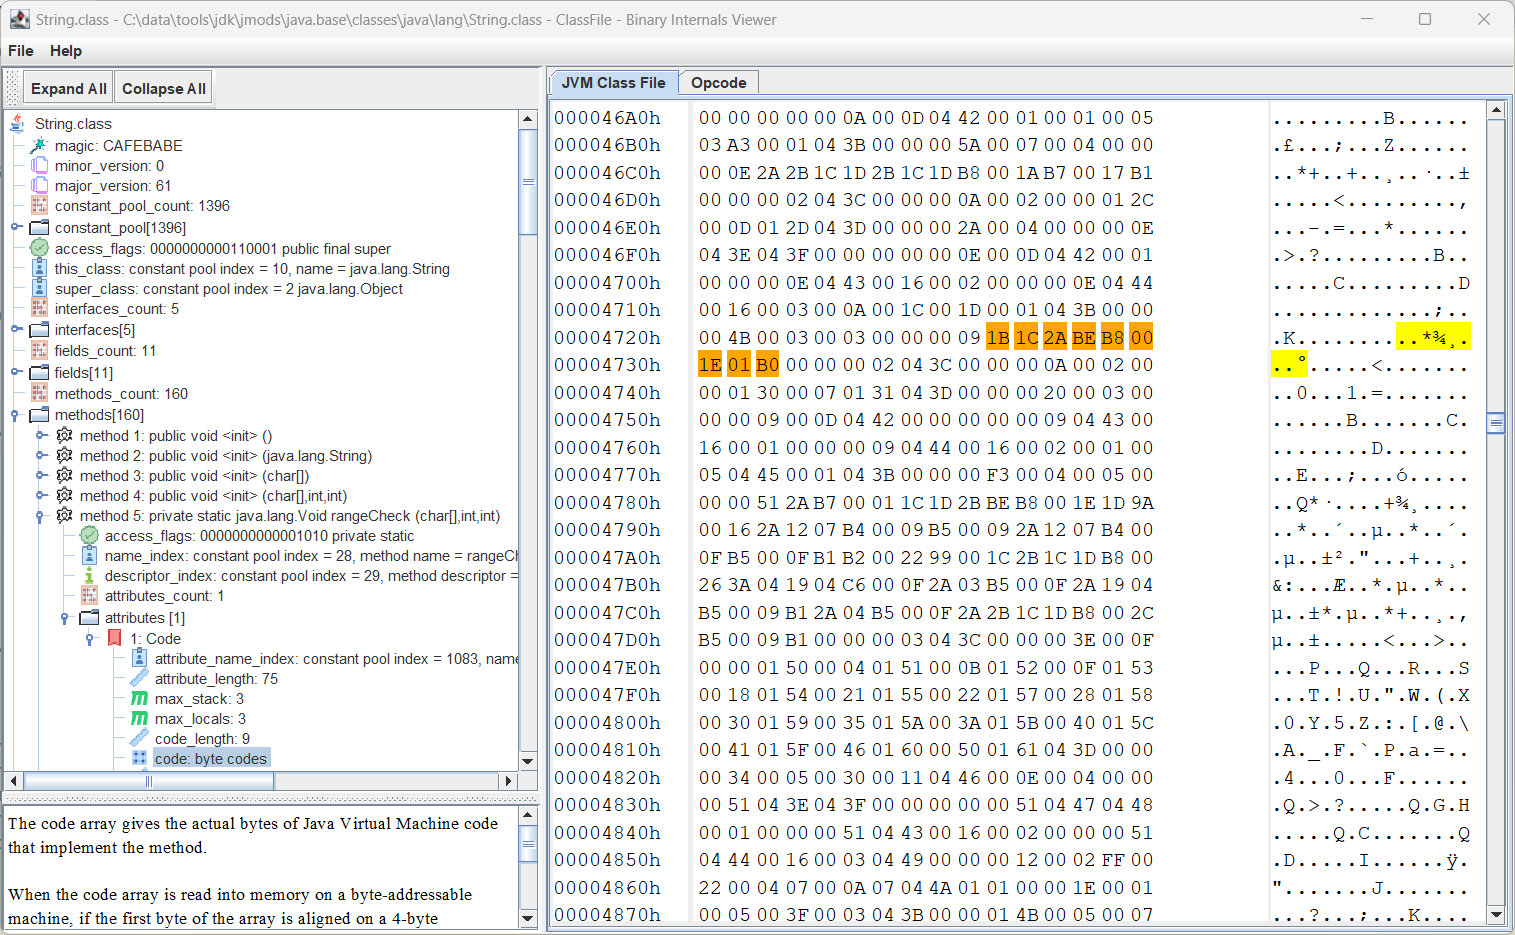 String.class - C:\data\tools\jdk\jmods\java.base\classes\java\lang\String.class - ClassFile - Binary Internals Viewer
File Help
Expand All Collapse All
String.class
magic: CAFEBABE
minor_version: 0
major_version: 61
constant_pool_count: 1396
constant_pool[1396]
access_flags: 0000000000110001 public final super
this_class: constant pool index = 10, name = java.lang.String
super_class: constant pool index = 2 java.lang.Object
interfaces_count: 5
interfaces[5]
fields_count: 11
fields[11]
methods_count: 160
methods[160]
method 1: public void <init> ()
method 2: public void <init> (java.lang.String)
method 3: public void <init> (char[])
method 4: public void <init> (char[],int,int)
method 5: private static java.lang.Void rangeCheck (char[],int,int)
access_flags: 0000000000001010 private static
name_index: constant pool index = 28, method name = rangeCh
descriptor_index: constant pool index = 29, method descriptor =
attributes_count: 1
attributes [1]
1: Code
attribute_name_index: constant pool index = 1083, name
attribute_length: 75
max_stack: 3
max_locals: 3
code_length: 9
code: byte codes
The code array gives the actual bytes of Java Virtual Machine code
that implement the method.
When the code array is read into memory on a byte-addressable
machine, if the first byte of the array is aligned on a 4-byte
JVM Class File Opcode
000046A0h 00 00 00 00 00 0A 00 0D 04 42 00 01 00 01 00 05 .........B......
000046B0h 03 A3 00 01 04 3B 00 00 00 5A 00 07 00 04 00 00 .£...;...Z......
000046C0h 00 0E 2A 2B 1C 1D 2B 1C 1D B8 00 1A B7 00 17 B1 ..*+..+..¸..·..±
000046D0h 00 00 00 02 04 3C 00 00 00 0A 00 02 00 00 01 2C .....<.........,
000046E0h 00 0D 01 2D 04 3D 00 00 00 2A 00 04 00 00 00 0E ...-.=...*......
000046F0h 04 3E 04 3F 00 00 00 00 00 0E 00 0D 04 42 00 01 .>.?.........B..
00004700h 00 00 00 0E 04 43 00 16 00 02 00 00 00 0E 04 44 .....C.........D
00004710h 00 16 00 03 00 0A 00 1C 00 1D 00 01 04 3B 00 00 .............;..
00004720h 00 4B 00 03 00 03 00 00 00 09 1B 1C 2A BE B8 00 .K..........*¾¸.
00004730h 1E 01 B0 00 00 00 02 04 3C 00 00 00 0A 00 02 00 ..°.....<.......
00004740h 00 01 30 00 07 01 31 04 3D 00 00 00 20 00 03 00 ..0...1.=... ...
00004750h 00 00 09 00 0D 04 42 00 00 00 00 00 09 04 43 00 ......B.......C.
00004760h 16 00 01 00 00 00 09 04 44 00 16 00 02 00 01 00 ........D.......
00004770h 05 04 45 00 01 04 3B 00 00 00 F3 00 04 00 05 00 ..E...;...ó.....
00004780h 00 00 51 2A B7 00 01 1C 1D 2B BE B8 00 1E 1D 9A ..Q*·....+¾¸....
00004790h 00 16 2A 12 07 B4 00 09 B5 00 09 2A 12 07 B4 00 ..*..´..µ..*..´.
000047A0h 0F B5 00 0F B1 B2 00 22 99 00 1C 2B 1C 1D B8 00 .µ..±²."...+..¸.
000047B0h 26 3A 04 19 04 C6 00 0F 2A 03 B5 00 0F 2A 19 04 &:...Æ..*.µ..*..
000047C0h B5 00 09 B1 2A 04 B5 00 0F 2A 2B 1C 1D B8 00 2C µ..±*.µ..*+..¸.,
000047D0h B5 00 09 B1 00 00 00 03 04 3C 00 00 00 3E 00 0F µ..±.....<...>..
000047E0h 00 00 01 50 00 04 01 51 00 0B 01 52 00 0F 01 53 ...P...Q...R...S
000047F0h 00 18 01 54 00 21 01 55 00 22 01 57 00 28 01 58 ...T.!.U.".W.(.X
00004800h 00 30 01 59 00 35 01 5A 00 3A 01 5B 00 40 01 5C .0.Y.5.Z.:.[.@.\
00004810h 00 41 01 5F 00 46 01 60 00 50 01 61 04 3D 00 00 .A._.F.`.P.a.=..
00004820h 00 34 00 05 00 30 00 11 04 46 00 0E 00 04 00 00 .4...0...F......
00004830h 00 51 04 3E 04 3F 00 00 00 00 00 51 04 47 04 48 .Q.>.?.....Q.G.H
00004840h 00 01 00 00 00 51 04 43 00 16 00 02 00 00 00 51 .....Q.C.......Q
00004850h 04 44 00 16 00 03 04 49 00 00 00 12 00 02 FF 00 .D.....I......ÿ.
00004860h 22 00 04 07 00 0A 07 04 4A 01 01 00 00 1E 00 01 ".......J.......
00004870h 00 05 00 3F 00 03 04 3B 00 00 01 4B 00 05 00 07 ...?...;...K....